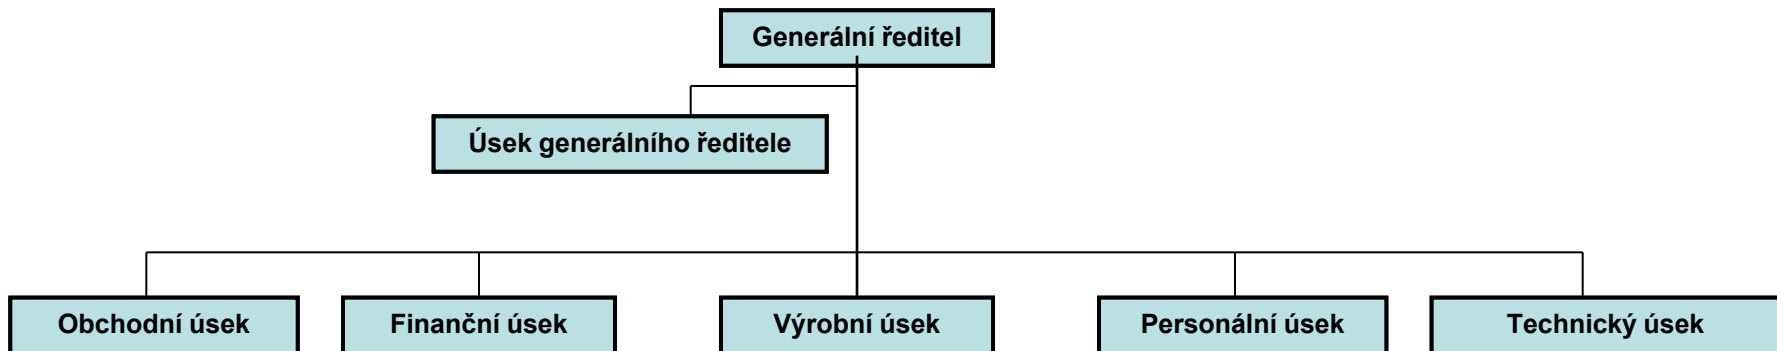 Generální ředitel
Úsek generálního ředitele
Obchodní úsek
Finanční úsek
Výrobní úsek
Personální úsek
Technický úsek